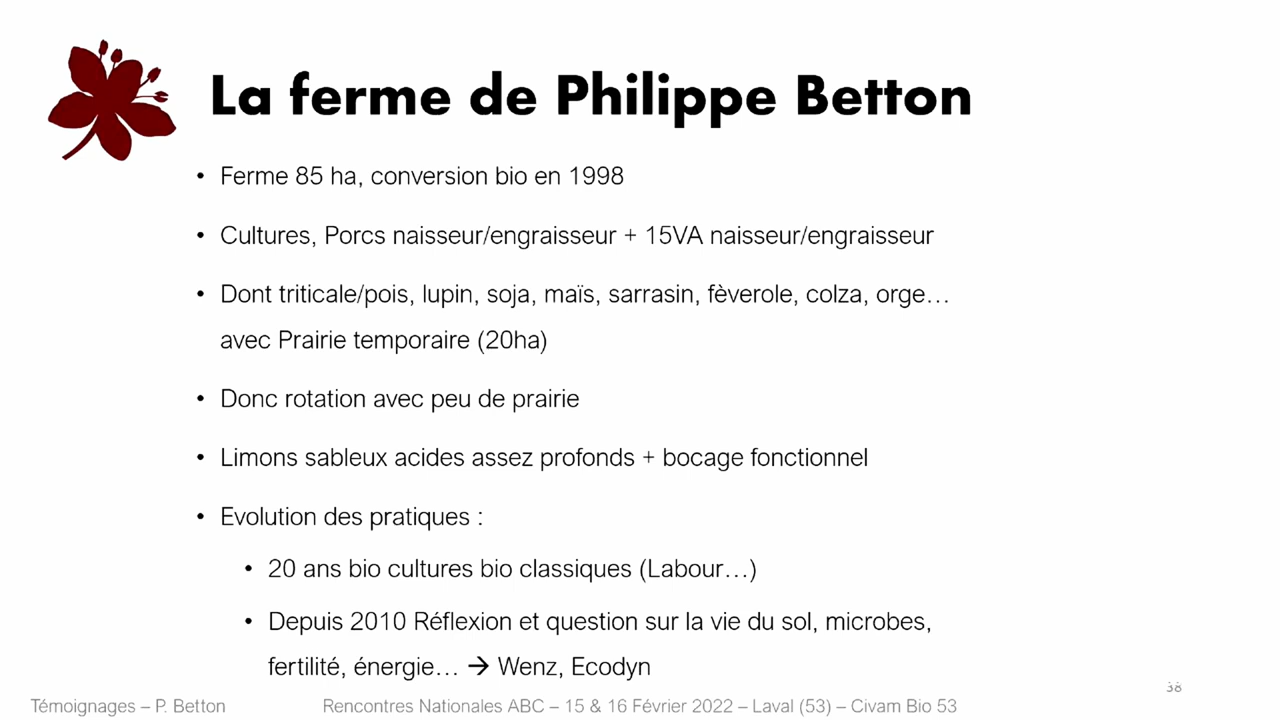 La ferme de Philippe Betton
• Ferme 85 ha, conversion bio en 1998
• Cultures, Porcs naisseur/engraisseur + 15VA naisseur/engraisseur
• Dont triticale/pois, lupin, soja, maïs, sarrasin, fèverole, colza, orge…
avec Prairie temporaire (20ha)
• Donc rotation avec peu de prairie
• Limons sableux acides assez profonds + bocage fonctionnel
• Evolution des pratiques :
• 20 ans bio cultures bio classiques (Labour…)
• Depuis 2010 Réflexion et question sur la vie du sol, microbes,
fertilité, énergie… → Wenz, Ecodyn
38
Témoignages – P. Betton Rencontres Nationales ABC – 15 & 16 Février 2022 – Laval (53) – Civam Bio 53